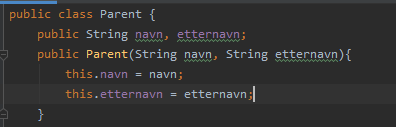 public class Parent {
public String navn, etternavn;
public Parent(String navn, String etternavn){
this.navn = navn;
this.etternavn = etternavn;
}